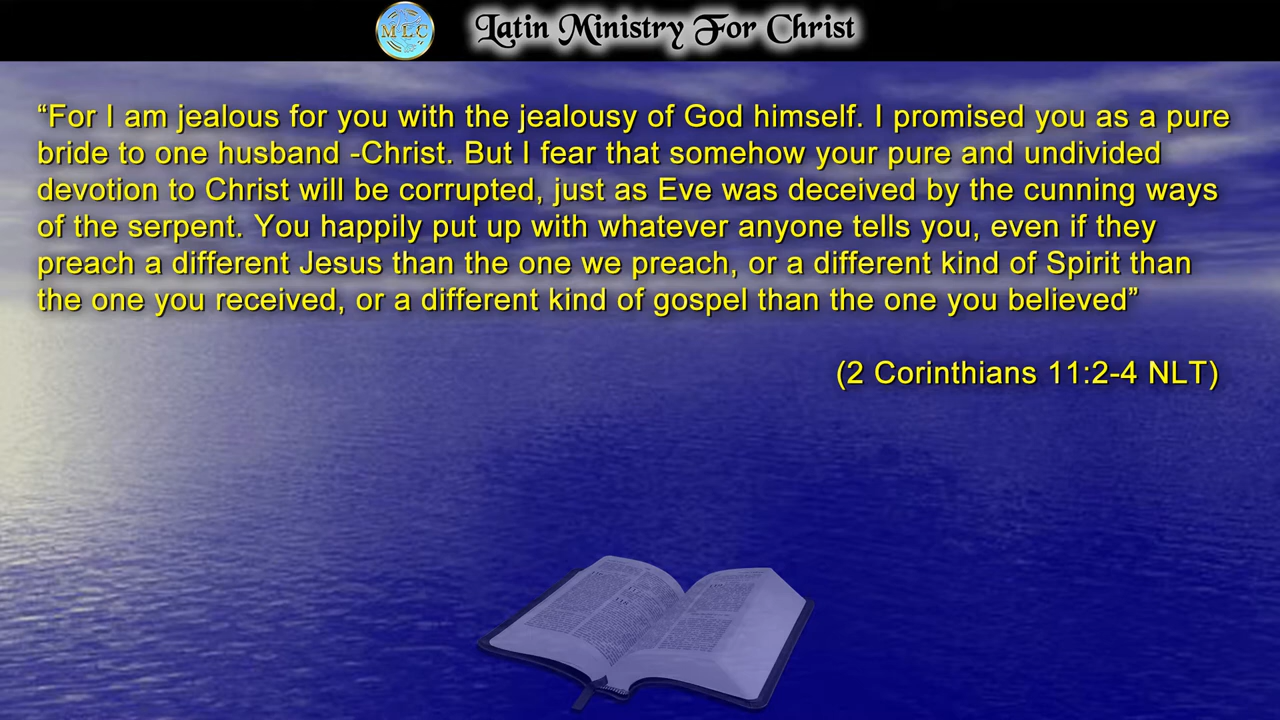 MLC
Latin Ministry For Christ
“For I am jealous for you with the jealousy of God himself. I promised you as a pure
bride to one husband -Christ. But I fear that somehow your pure and undivided
devotion to Christ will be corrupted, just as Eve was deceived by the cunning ways
of the serpent. You happily put up with whatever anyone tells you, even if they
preach a different Jesus than the one we preach, or a different kind of Spirit than
the one you received, or a different kind of gospel than the one you believed”
(2 Corinthians 11:2-4 NLT)